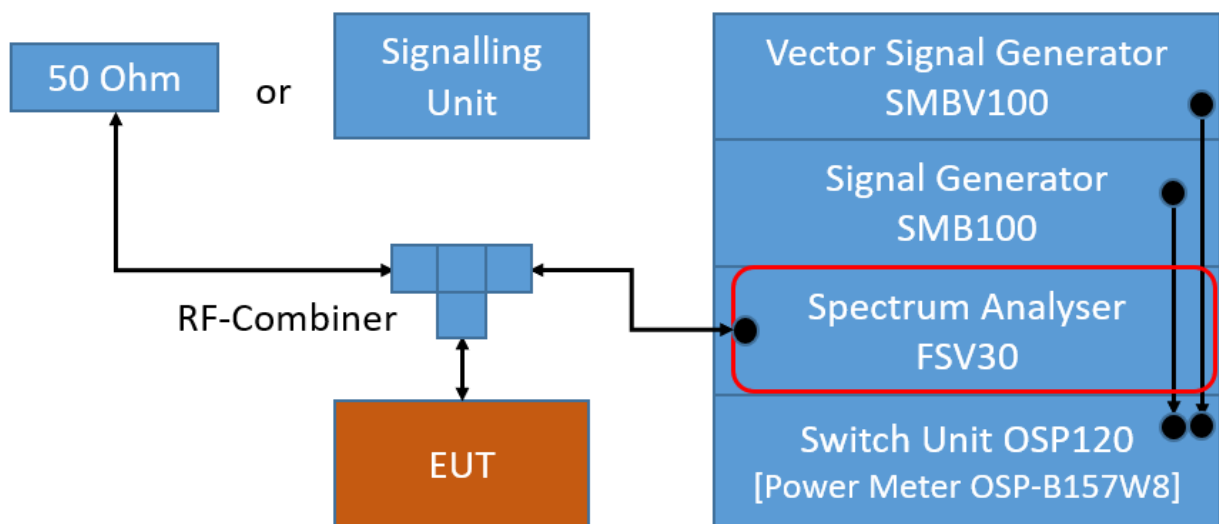 50 Ohm
or
Signalling
Unit
Vector Signal Generator
SMBV100
Signal Generator
SMB100
RF-Combiner
Spectrum Analyser
FSV30
EUT
Switch Unit OSP120
[Power Meter OSP-B157W8]